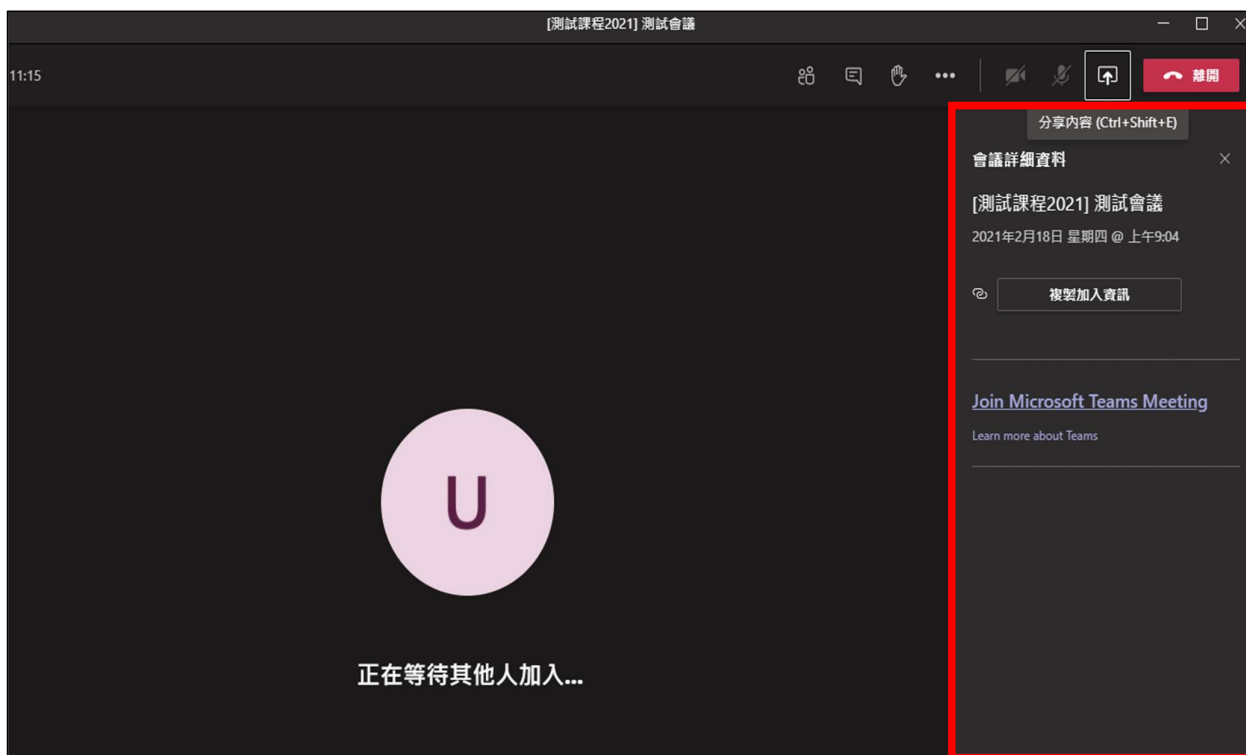 [測試課程2021] 測試會議
11:15
離開
分享內容 (Ctrl+Shift+E)
會議詳細資料
[測試課程2021] 測試會議
2021年2月18日 星期四 @ 上午9:04
複製加入資訊
Join Microsoft Teams Meeting
Learn more about Teams
U
正在等待其他人加入...